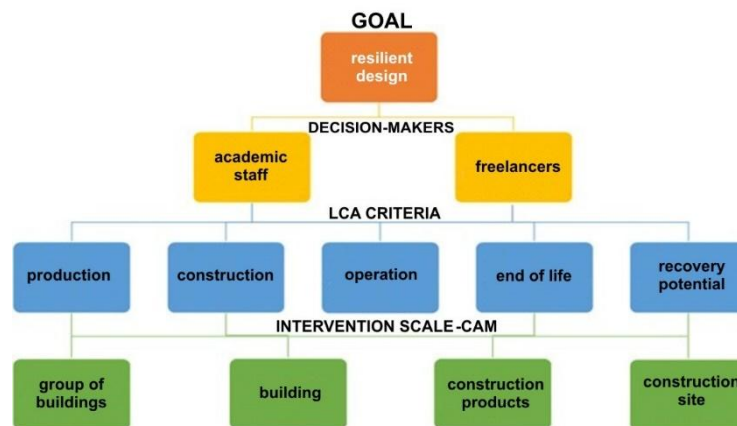 GOAL
resilient
design
DECISION-MAKERS
academic
staff
freelancers
LCA CRITERIA
production
construction
operation
end of life
recovery
potential
INTERVENTION SCALE-CAM
group of
buildings
building
construction
products
construction
site